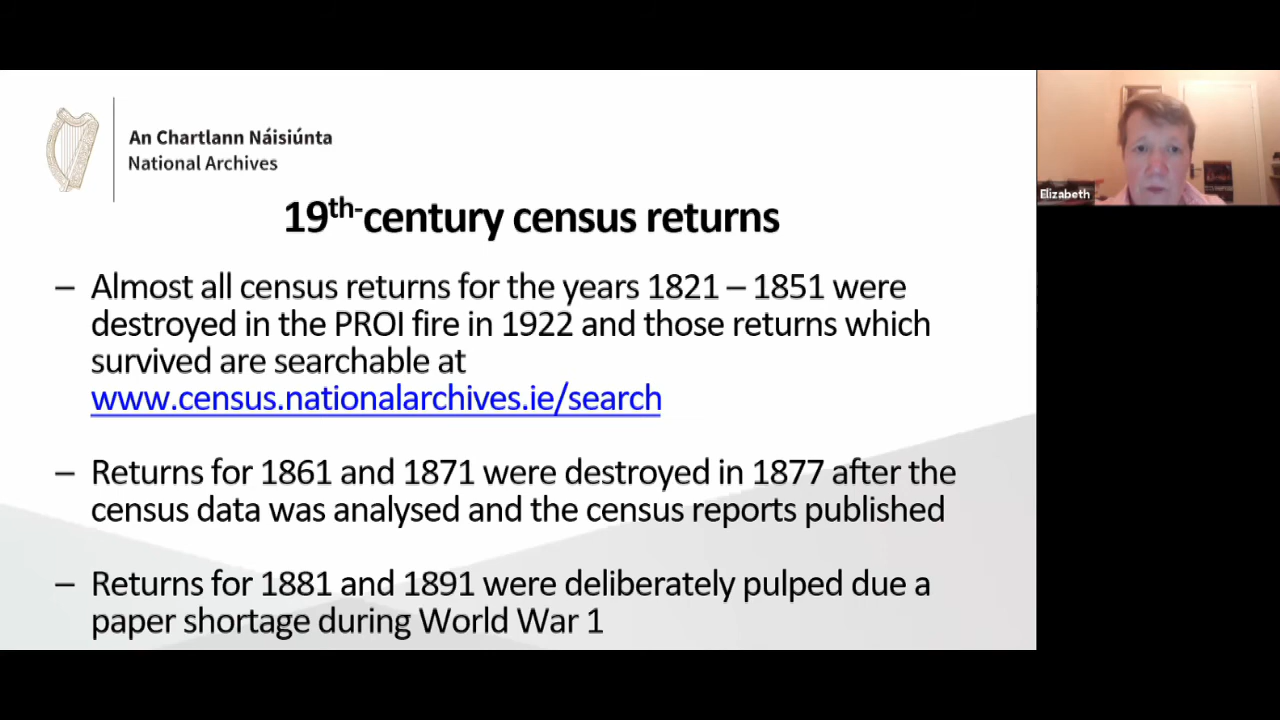 An Chartlann Náisiúnta
National Archives
19th-century census returns
– Almost all census returns for the years 1821 – 1851 were
destroyed in the PROI fire in 1922 and those returns which
survived are searchable at
www.census.nationalarchives.ie/search
– Returns for 1861 and 1871 were destroyed in 1877 after the
census data was analysed and the census reports published
– Returns for 1881 and 1891 were deliberately pulped due a
paper shortage during World War 1
Elizabeth